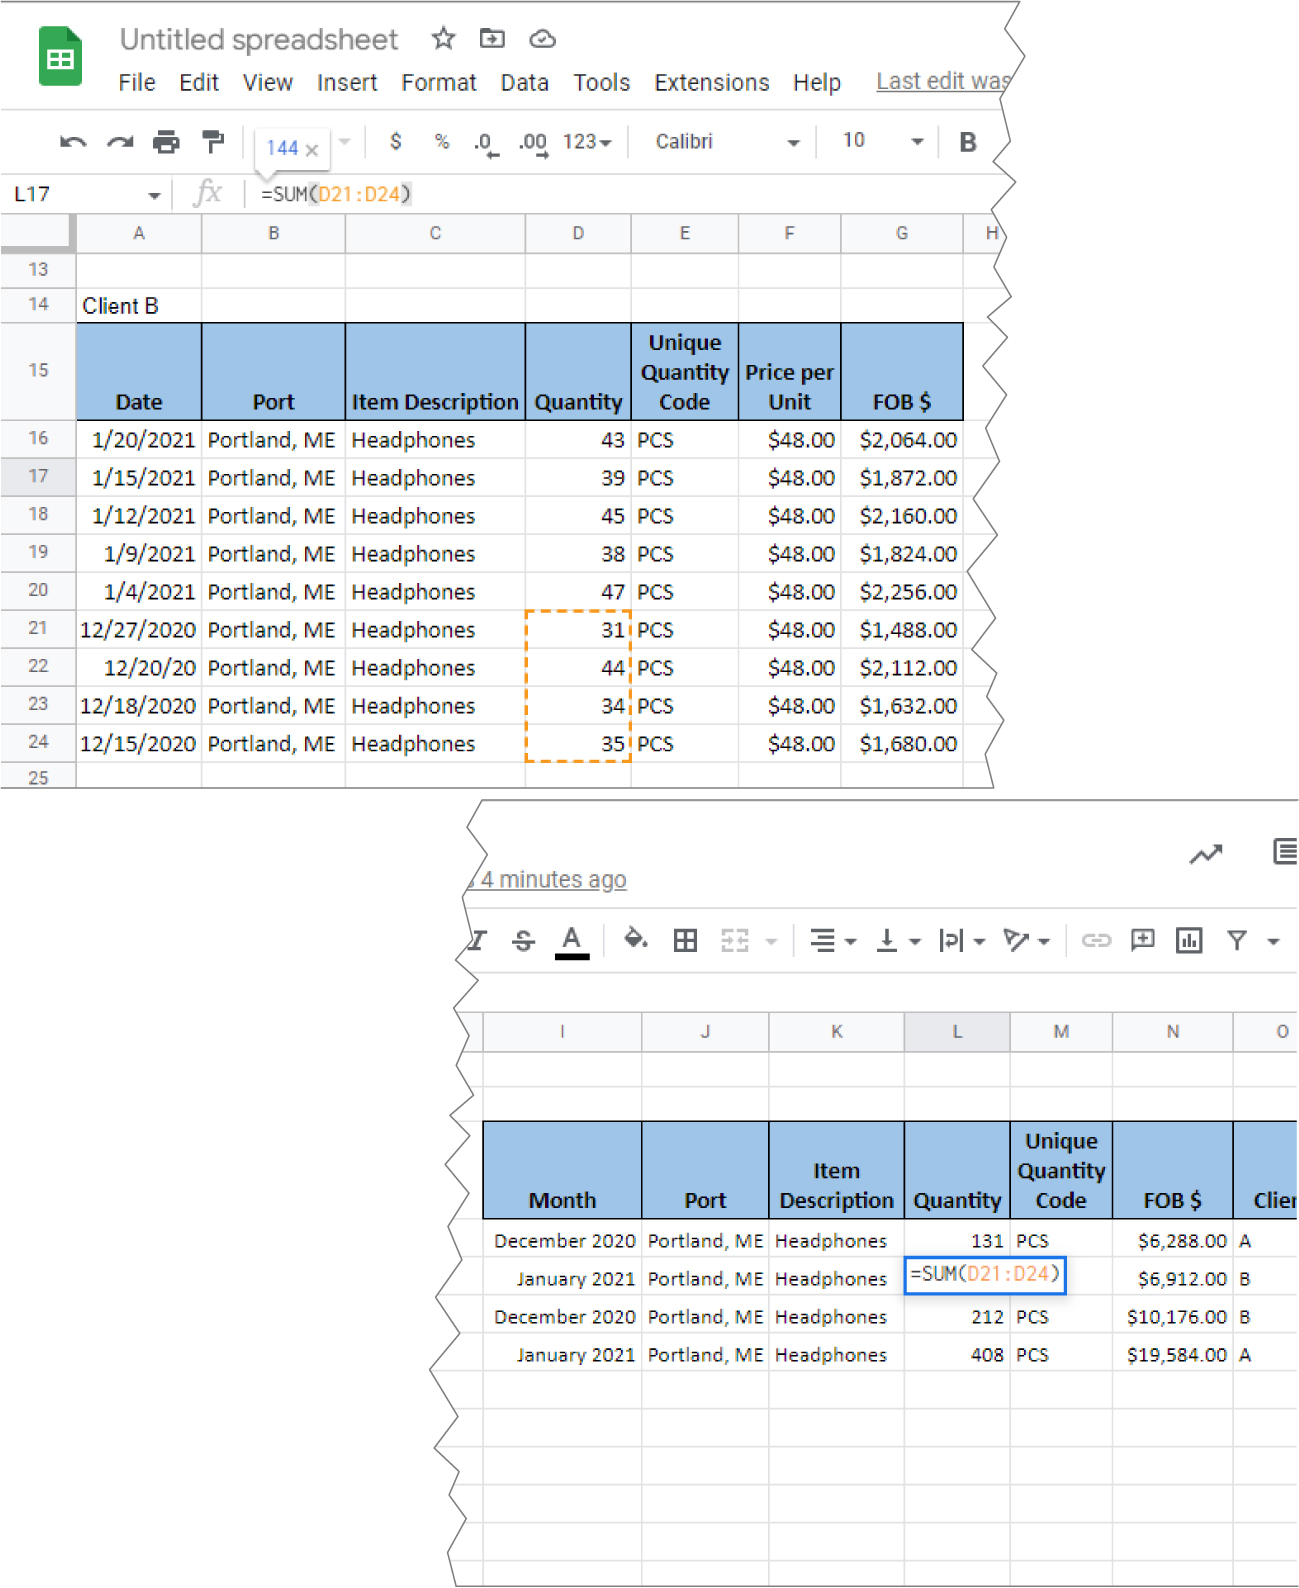 Untitled spreadsheet
File Edit View Insert Format Data Tools Extensions Help Last edit was
144 × $ % .0 .00 123 Calibri 10 B
L17 fx =SUM(D21:D24)
A B C D E F G H
13
14 Client B
15 Date Port Item Description Quantity Unique Quantity Code Price per Unit FOB $
16 1/20/2021 Portland, ME Headphones 43 PCS $48.00 $2,064.00
17 1/15/2021 Portland, ME Headphones 39 PCS $48.00 $1,872.00
18 1/12/2021 Portland, ME Headphones 45 PCS $48.00 $2,160.00
19 1/9/2021 Portland, ME Headphones 38 PCS $48.00 $1,824.00
20 1/4/2021 Portland, ME Headphones 47 PCS $48.00 $2,256.00
21 12/27/2020 Portland, ME Headphones 31 PCS $48.00 $1,488.00
22 12/20/20 Portland, ME Headphones 44 PCS $48.00 $2,112.00
23 12/18/2020 Portland, ME Headphones 34 PCS $48.00 $1,632.00
24 12/15/2020 Portland, ME Headphones 35 PCS $48.00 $1,680.00
25
4 minutes ago
I S A
I J K L M N O
Month Port Item Description Quantity Unique Quantity Code FOB $ Clier
December 2020 Portland, ME Headphones 131 PCS $6,288.00 A
January 2021 Portland, ME Headphones =SUM(D21:D24) $6,912.00 B
December 2020 Portland, ME Headphones 212 PCS $10,176.00 B
January 2021 Portland, ME Headphones 408 PCS $19,584.00 A